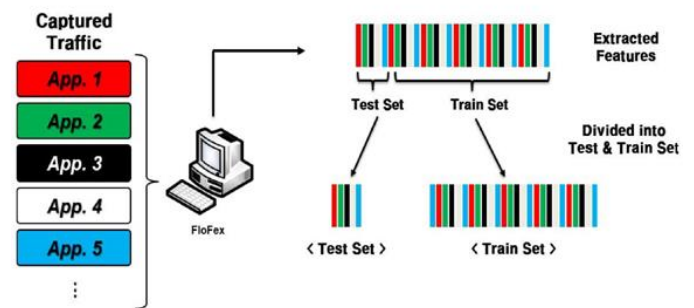 Captured
Traffic
App. 1
App. 2
App. 3
App. 4
App. 5
⋮
FloFex
Extracted
Features
Test Set
Train Set
Divided into
Test & Train Set
< Test Set >
< Train Set >